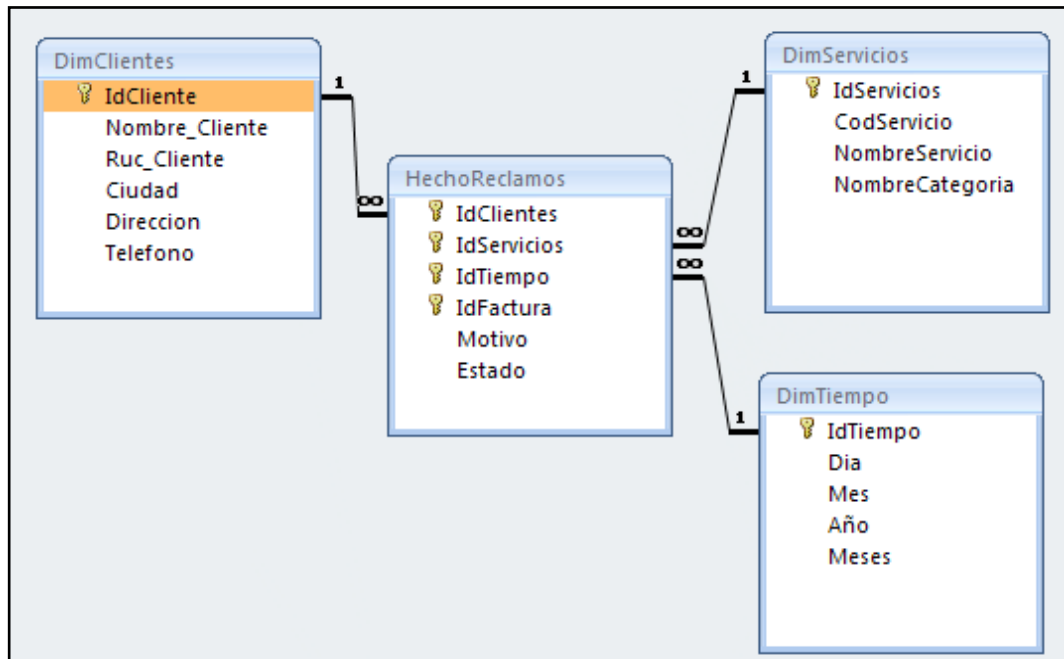 DimClientes
IdCliente
Nombre_Cliente
Ruc_Cliente
Ciudad
Direccion
Telefono
1
∞
HechoReclamos
IdClientes
IdServicios
IdTiempo
IdFactura
Motivo
Estado
1
∞
DimServicios
IdServicios
CodServicio
NombreServicio
NombreCategoria
∞
1
DimTiempo
IdTiempo
Dia
Mes
Año
Meses